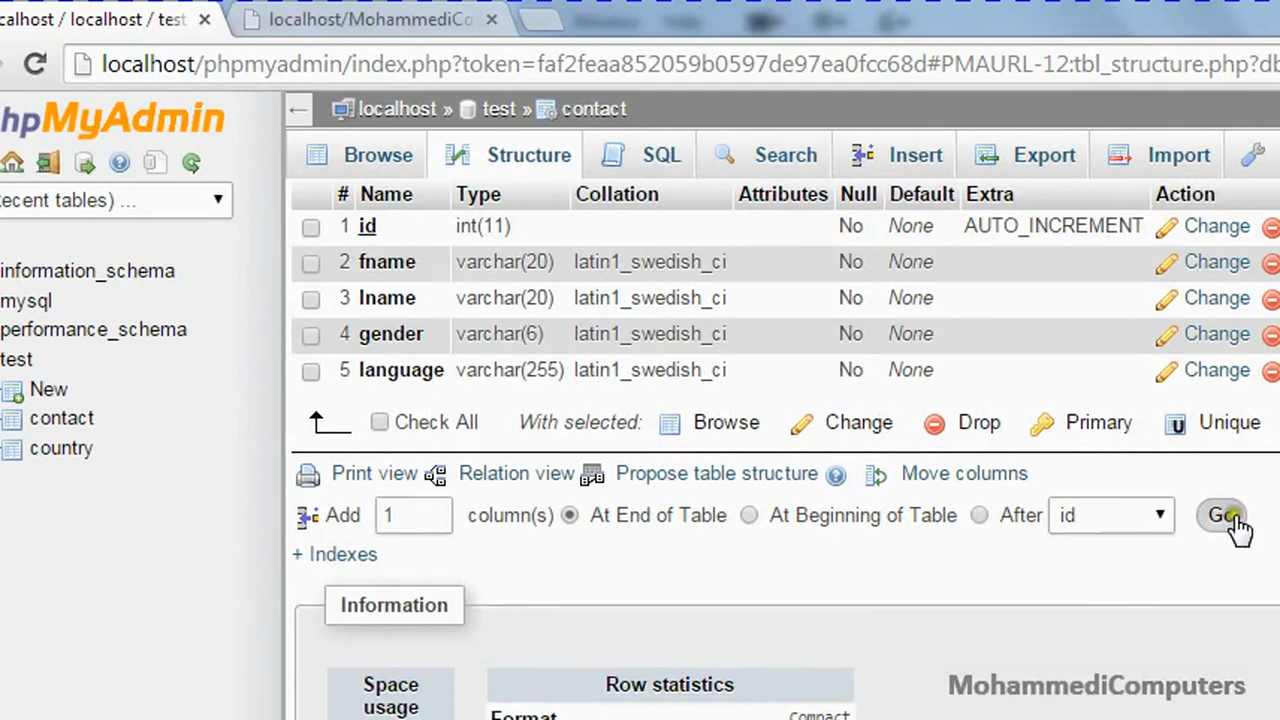 calhost / localhost / test
localhost/MohammediCo
localhost/phpmyadmin/index.php?token=faf2feaa852059b0597de97ea0fcc68d#PMAURL-12:tbl_structure.php?db
hpMyAdmin
localhost » test » contact
Browse Structure SQL Search Insert Export Import
ecent tables) ...
# Name Type Collation Attributes Null Default Extra Action
1 id int(11) No None AUTO_INCREMENT Change
2 fname varchar(20) latin1_swedish_ci No None Change
3 lname varchar(20) latin1_swedish_ci No None Change
4 gender varchar(6) latin1_swedish_ci No None Change
5 language varchar(255) latin1_swedish_ci No None Change
information_schema
mysql
performance_schema
test
New
contact
country
Check All With selected: Browse Change Drop Primary Unique
Print view Relation view Propose table structure Move columns
Add 1 column(s) At End of Table At Beginning of Table After id Go
+ Indexes
Information
Space usage
Row statistics
Format Compact
MohammediComputers